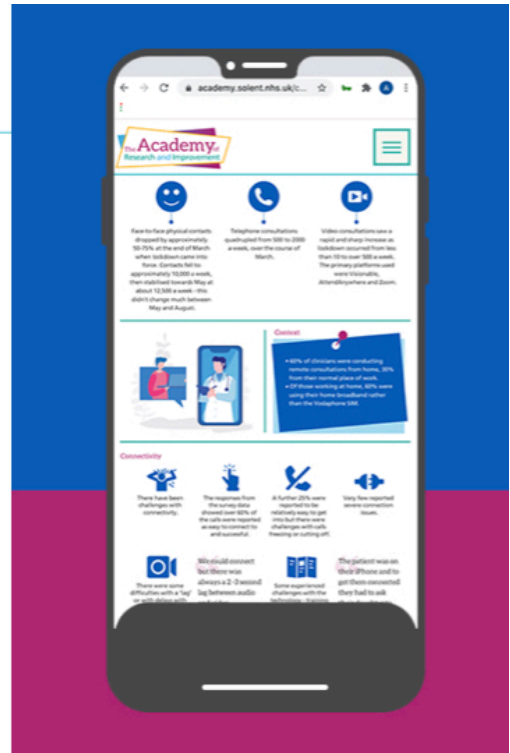 academy.solent.nhs.uk/c...
A
The Academy of
Research and Improvement
Face-to-face physical contacts
dropped by approximately
50-75% at the end of March
when lockdown came into
force. Contacts fell to
approximately 10,000 a week,
then stabilised towards May at
about 12,500 a week - this
didn't change much between
May and August.
Telephone consultations
quadrupled from 500 to 2000
a week, over the course of
March.
Video consultations saw a
rapid and sharp increase as
lockdown occurred from less
than 10 to over 500 a week.
The primary platforms used
were Visionable,
AttendAnywhere and Zoom.
Context
• 60% of clinicians were conducting
remote consultations from home, 30%
from their normal place of work.
• Of those working at home, 60% were
using their home broadband rather
than the Vodaphone SIM.
Connectivity
There have been
challenges with
connectivity.
The responses from
the survey data
showed over 60% of
the calls were reported
as easy to connect to
and successful.
A further 25% were
reported to be
relatively easy to get
into but there were
challenges with calls
freezing or cutting off.
Very few reported
severe connection
issues.
There were some
difficulties with a "lag"
or with delays with
We could connect
but there was
always a 2 -3 second
lag between audio
Some experienced
challenges with the
technology - training
The patient was on
their iPhone and to
get them connected
they had to ask